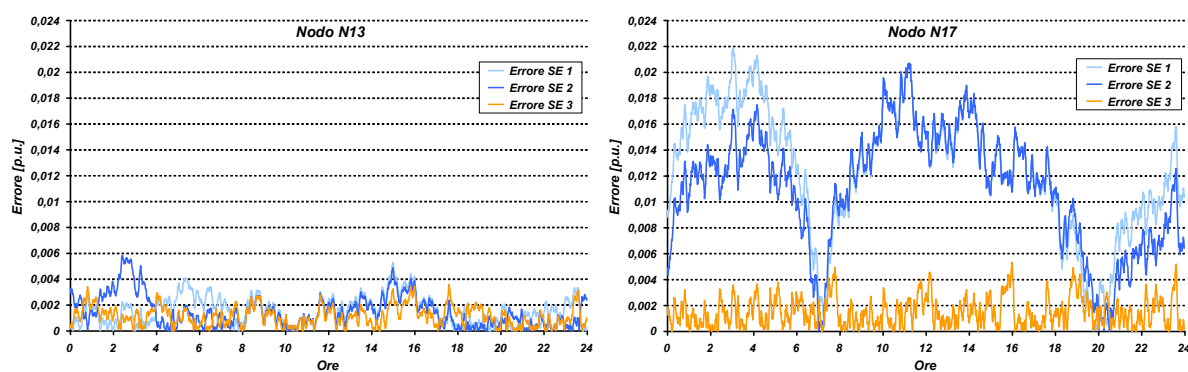 Nodo N13
Errore [p.u.]
0,024
0,022
0,02
0,018
0,016
0,014
0,012
0,01
0,008
0,006
0,004
0,002
0
Errore SE 1
Errore SE 2
Errore SE 3
0 2 4 6 8 10 12 14 16 18 20 22 24
Ore
Nodo N17
Errore [p.u.]
0,024
0,022
0,02
0,018
0,016
0,014
0,012
0,01
0,008
0,006
0,004
0,002
0
Errore SE 1
Errore SE 2
Errore SE 3
0 2 4 6 8 10 12 14 16 18 20 22 24
Ore